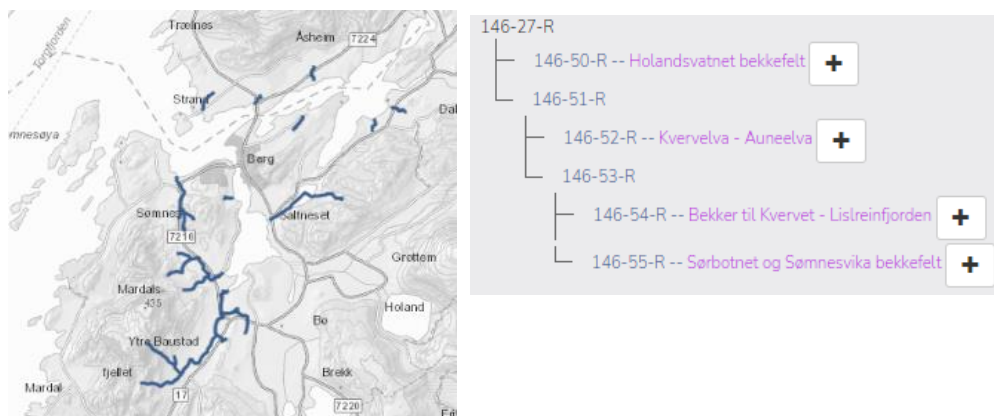 Trælnes
Torgfjorden
Åsheim
7224
Strand
Dal
mnesøya
Berg
Sømnes
Saltneset
7216
Grøttem
Mardals-
435
Holand
Bø
Ytre Baustad
fjellet
Brekk
Mardal
17
7220
146-27-R
146-50-R -- Holandsvatnet bekkefelt +
146-51-R
146-52-R -- Kvervelva - Auneelva +
146-53-R
146-54-R -- Bekker til Kvervet - Lislreinfjorden +
146-55-R -- Sørbotnet og Sømnesvika bekkefelt +